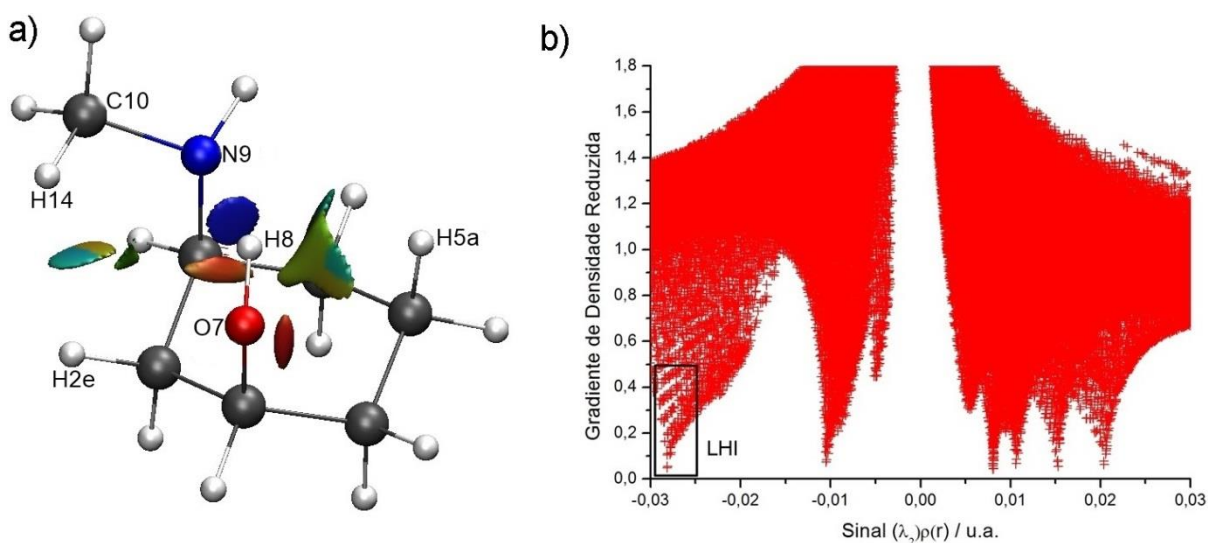 a)
C10
N9
H14
H8
H5a
O7
H2e
b)
Gradiente de Densidade Reduzida
1,8
1,6
1,4
1,2
1,0
0,8
0,6
0,4
0,2
0,0
LHI
-0,03
-0,02
-0,01
0,00
0,01
0,02
0,03
Sinal (λ₂)ρ(r) / u.a.